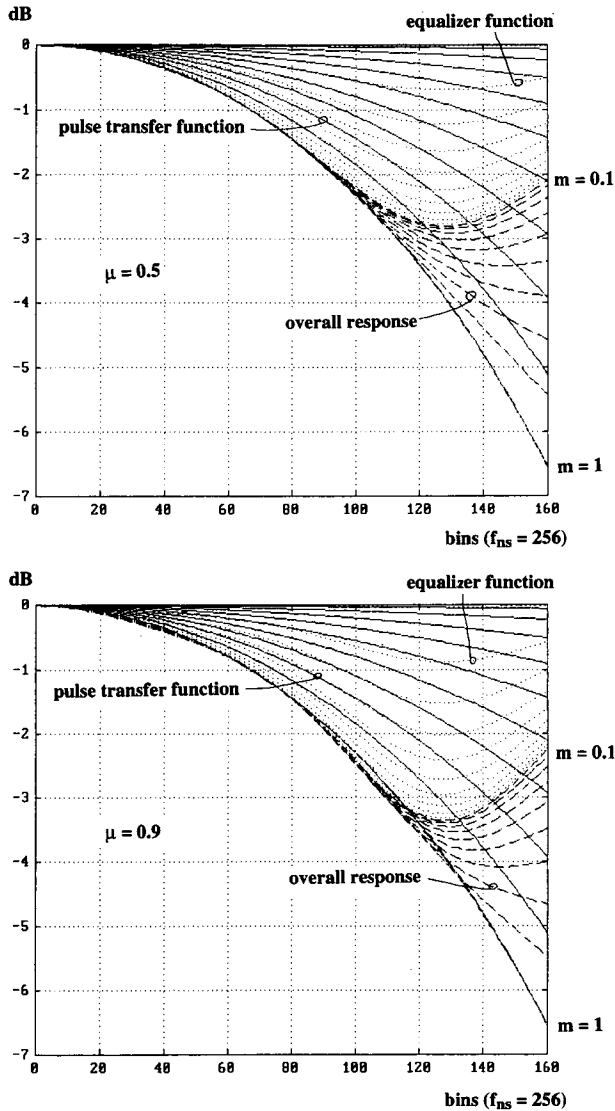 dB
equalizer function
0
-1
pulse transfer function
-2
m = 0.1
-3
μ = 0.5
-4
overall response
-5
-6
m = 1
-7
0 20 40 60 80 100 120 140 160
bins (fns = 256)
dB
equalizer function
0
-1
pulse transfer function
-2
m = 0.1
-3
μ = 0.9
-4
overall response
-5
-6
m = 1
-7
0 20 40 60 80 100 120 140 160
bins (fns = 256)